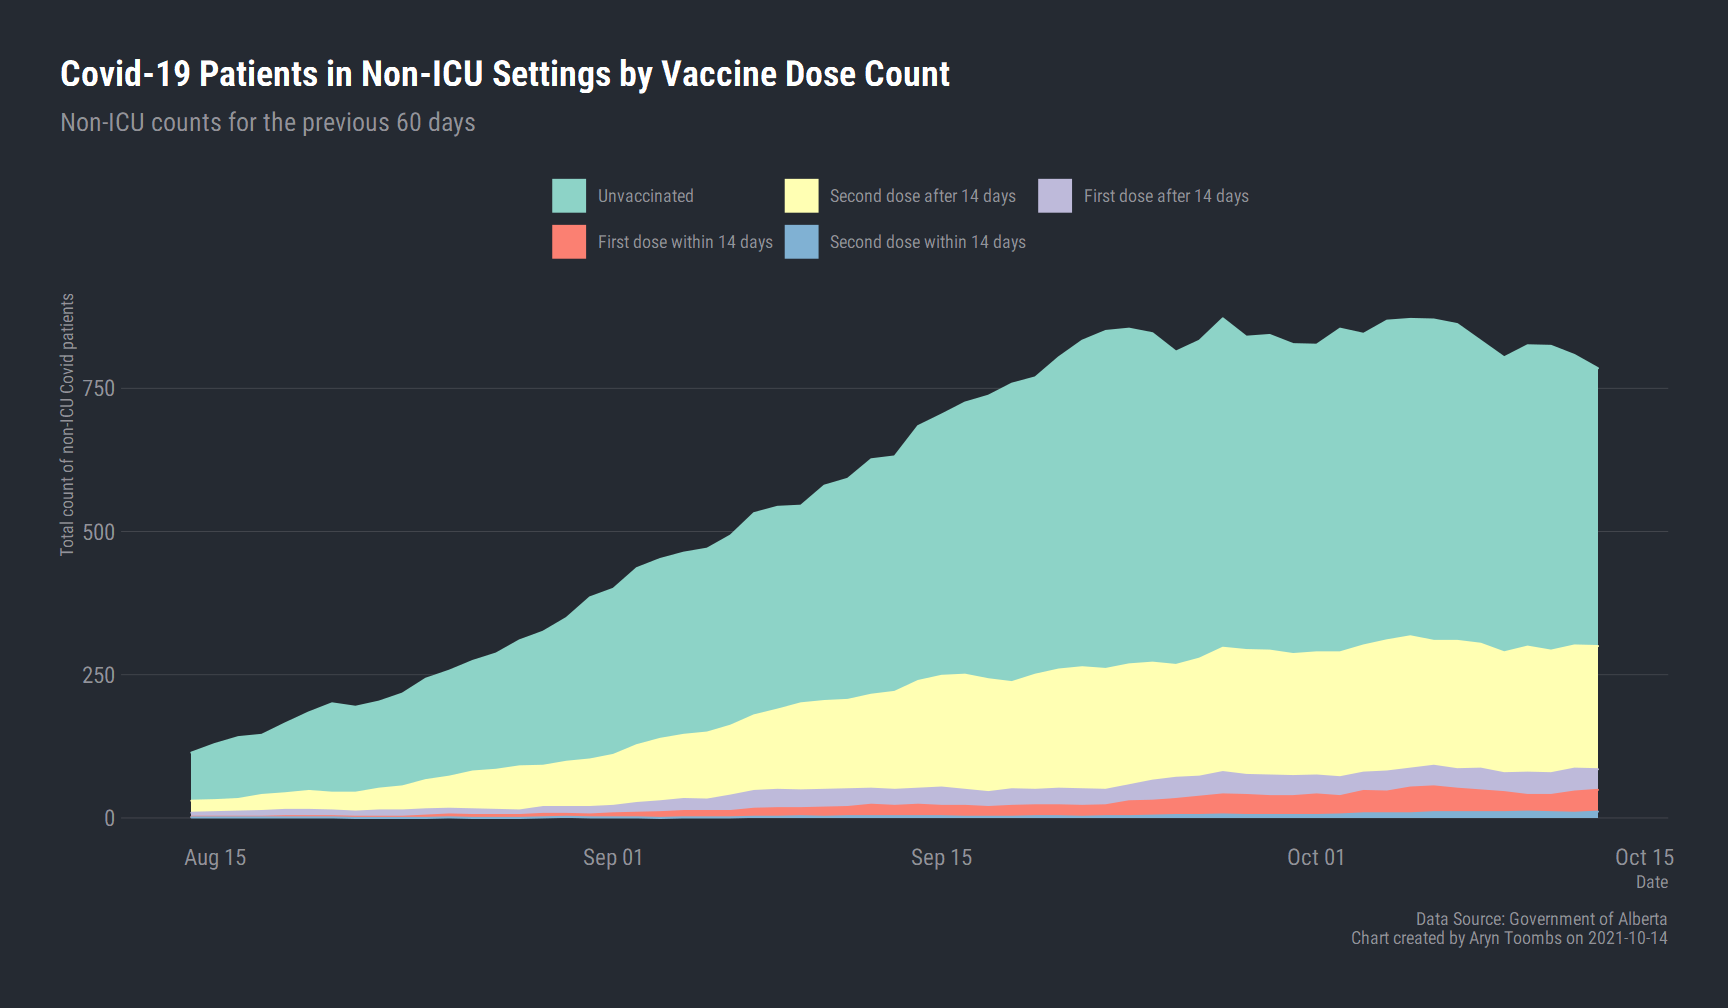 Covid-19 Patients in Non-ICU Settings by Vaccine Dose Count
Non-ICU counts for the previous 60 days
Unvaccinated
Second dose after 14 days
First dose after 14 days
First dose within 14 days
Second dose within 14 days
Total count of non-ICU Covid patients
750
500
250
0
Aug 15
Sep 01
Sep 15
Oct 01
Oct 15
Date
Data Source: Government of Alberta
Chart created by Aryn Toombs on 2021-10-14